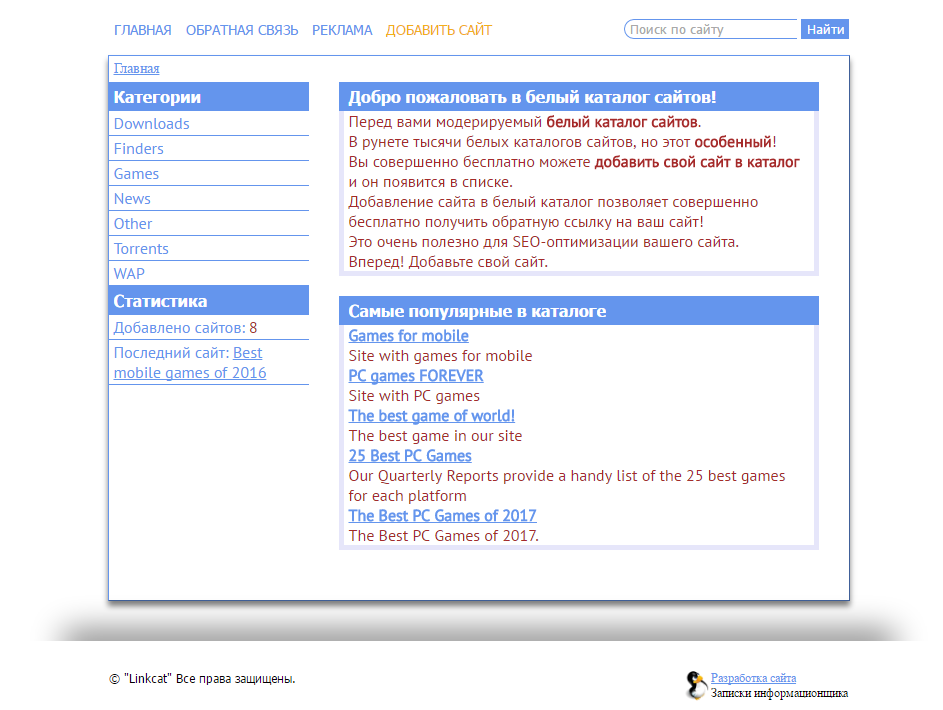 ГЛАВНАЯ ОБРАТНАЯ СВЯЗЬ РЕКЛАМА ДОБАВИТЬ САЙТ
Поиск по сайту Найти
Главная
Категории
Downloads
Finders
Games
News
Other
Torrents
WAP
Статистика
Добавлено сайтов: 8
Последний сайт: Best
mobile games of 2016
Добро пожаловать в белый каталог сайтов!
Перед вами модерируемый белый каталог сайтов.
В рунете тысячи белых каталогов сайтов, но этот особенный!
Вы совершенно бесплатно можете добавить свой сайт в каталог
и он появится в списке.
Добавление сайта в белый каталог позволяет совершенно
бесплатно получить обратную ссылку на ваш сайт!
Это очень полезно для SEO-оптимизации вашего сайта.
Вперед! Добавьте свой сайт.
Самые популярные в каталоге
Games for mobile
Site with games for mobile
PC games FOREVER
Site with PC games
The best game of world!
The best game in our site
25 Best PC Games
Our Quarterly Reports provide a handy list of the 25 best games
for each platform
The Best PC Games of 2017
The Best PC Games of 2017.
© "Linkcat" Все права защищены.
Разработка сайта
Записки информационщика